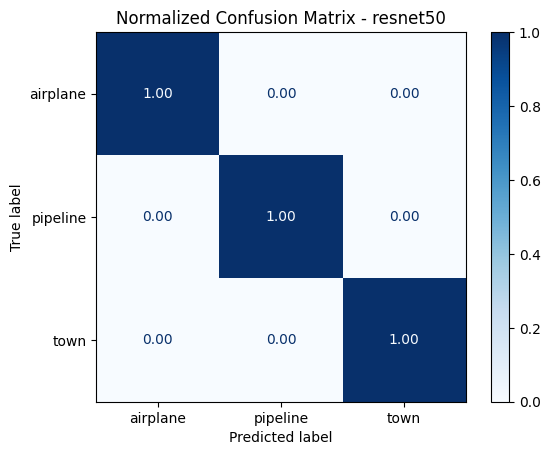 Normalized Confusion Matrix - resnet50
1.0
airplane 1.00 0.00 0.00
0.8
0.6
True label
pipeline 0.00 1.00 0.00
0.4
0.2
town 0.00 0.00 1.00
0.0
airplane pipeline town
Predicted label